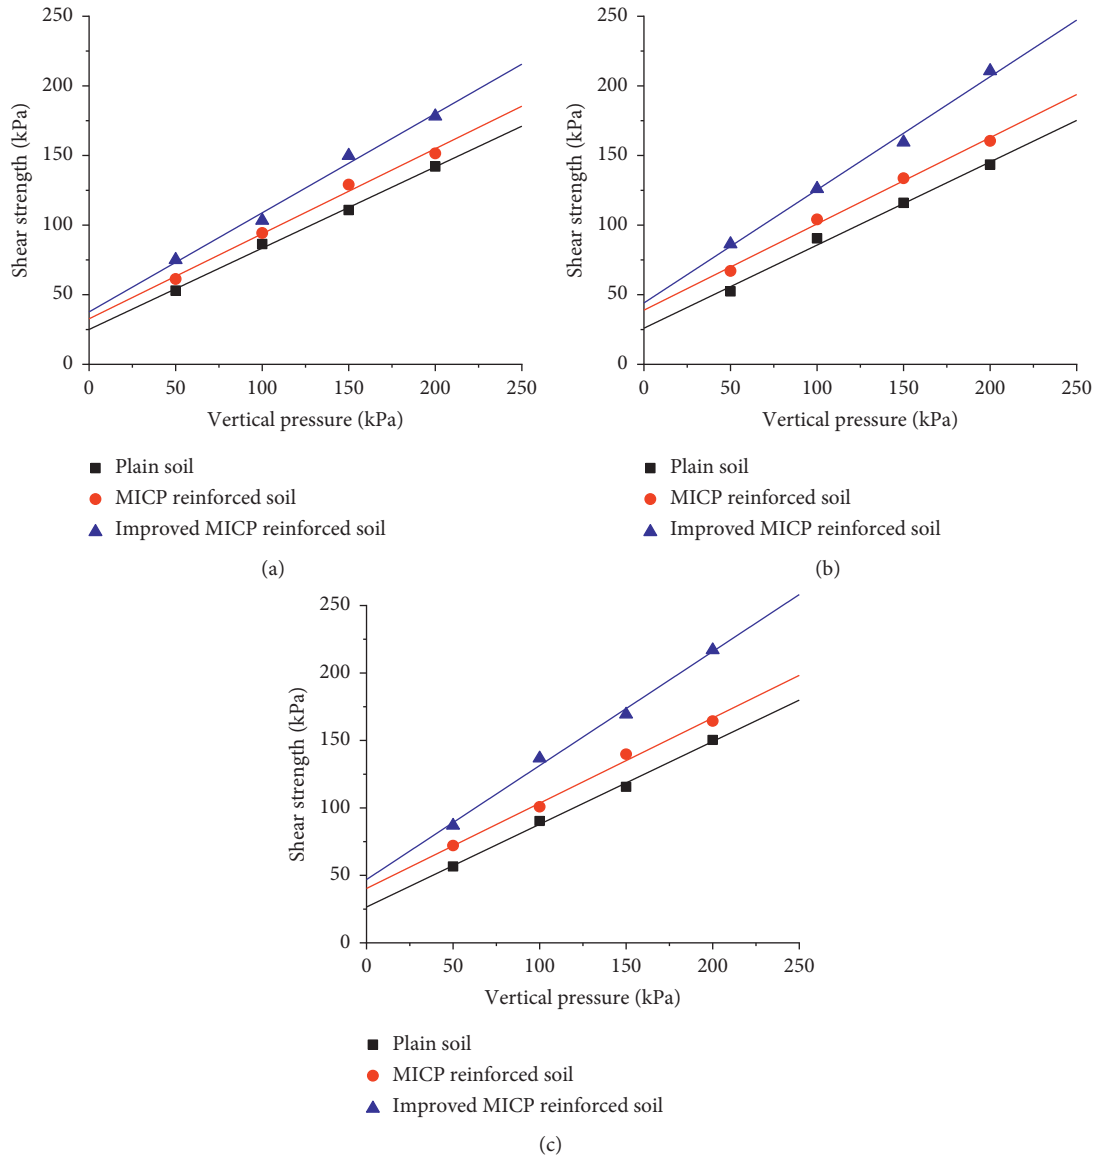 250
200
150
100
50
0
Shear strength (kPa)
0 50 100 150 200 250
Vertical pressure (kPa)
Plain soil
MICP reinforced soil
Improved MICP reinforced soil
(a)
250
200
150
100
50
0
Shear strength (kPa)
0 50 100 150 200 250
Vertical pressure (kPa)
Plain soil
MICP reinforced soil
Improved MICP reinforced soil
(b)
250
200
150
100
50
0
Shear strength (kPa)
0 50 100 150 200 250
Vertical pressure (kPa)
Plain soil
MICP reinforced soil
Improved MICP reinforced soil
(c)